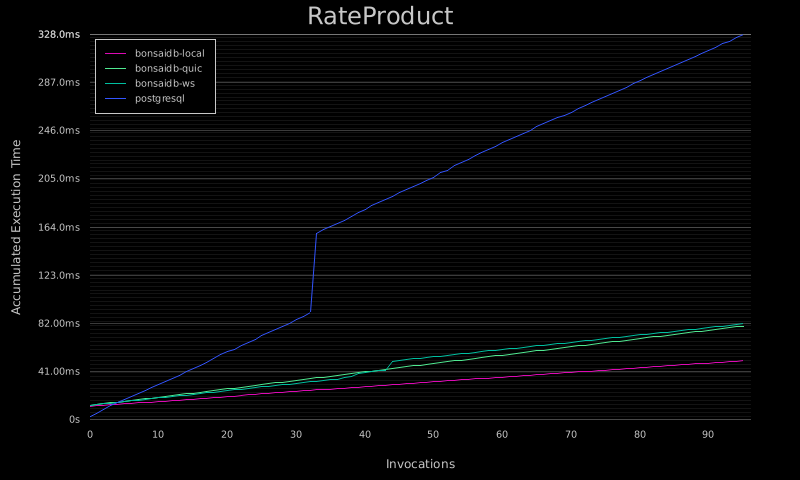 RateProduct
328.0ms
287.0ms
246.0ms
205.0ms
164.0ms
123.0ms
82.00ms
41.00ms
0s
bonsaidb-local
bonsaidb-quic
bonsaidb-ws
postgresql
Accumulated Execution Time
0 10 20 30 40 50 60 70 80 90
Invocations